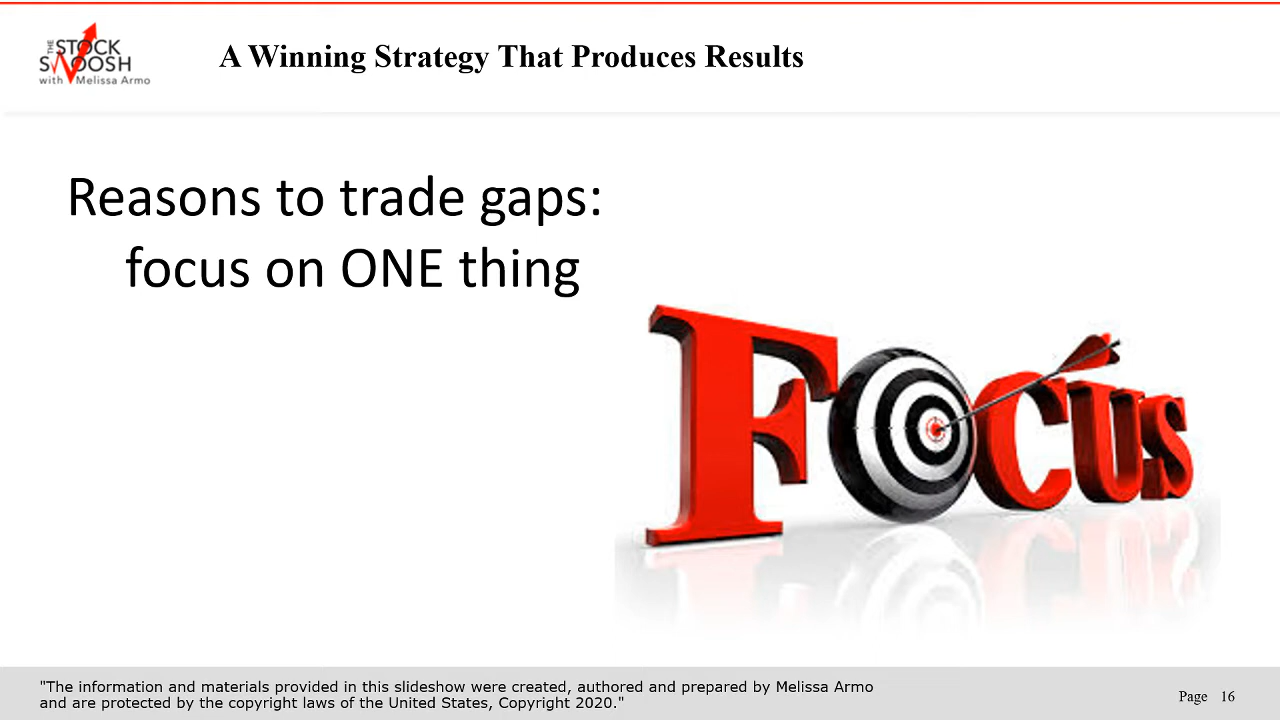 THE STOCK
SWOOSH
with Melissa Armo
A Winning Strategy That Produces Results
Reasons to trade gaps:
focus on ONE thing
FOCUS
"The information and materials provided in this slideshow were created, authored and prepared by Melissa Armo
and are protected by the copyright laws of the United States, Copyright 2020."
Page 16